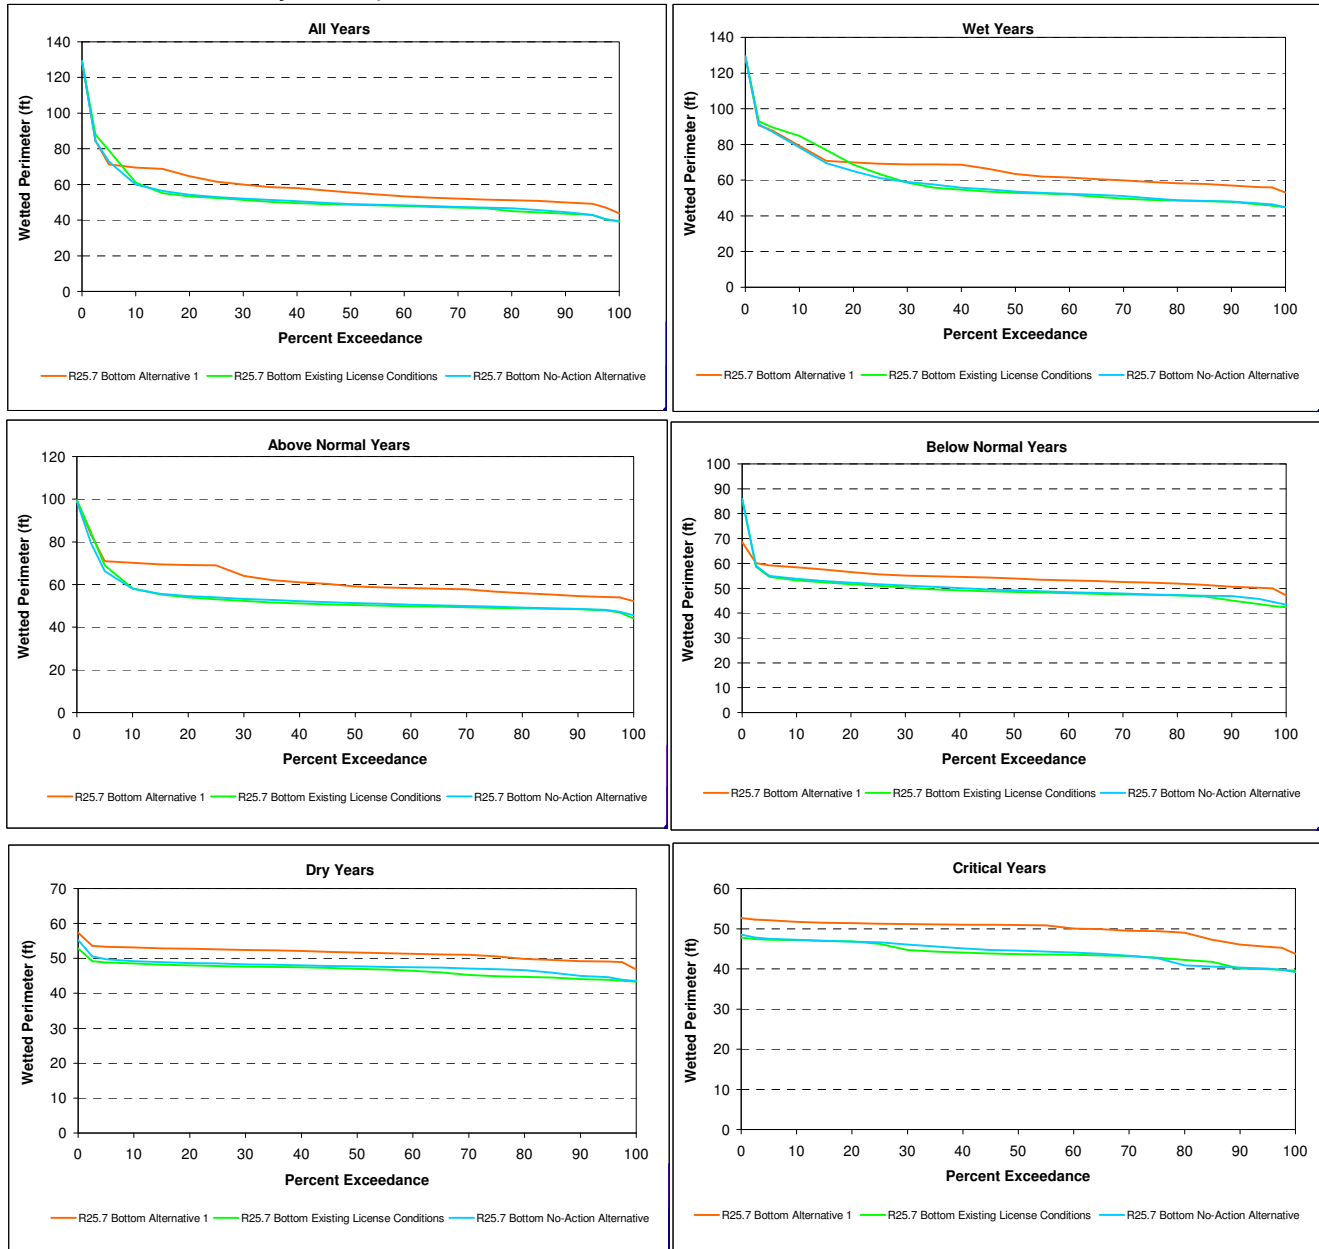 All Years
Wetted Perimeter (ft)
140
120
100
80
60
40
20
0
0 10 20 30 40 50 60 70 80 90 100
Percent Exceedance
R25.7 Bottom Alternative 1 R25.7 Bottom Existing License Conditions R25.7 Bottom No-Action Alternative
Wet Years
Wetted Perimeter (ft)
140
120
100
80
60
40
20
0
0 10 20 30 40 50 60 70 80 90 100
Percent Exceedance
R25.7 Bottom Alternative 1 R25.7 Bottom Existing License Conditions R25.7 Bottom No-Action Alternative
Above Normal Years
Wetted Perimeter (ft)
120
100
80
60
40
20
0
0 10 20 30 40 50 60 70 80 90 100
Percent Exceedance
R25.7 Bottom Alternative 1 R25.7 Bottom Existing License Conditions R25.7 Bottom No-Action Alternative
Below Normal Years
Wetted Perimeter (ft)
100
90
80
70
60
50
40
30
20
10
0
0 10 20 30 40 50 60 70 80 90 100
Percent Exceedance
R25.7 Bottom Alternative 1 R25.7 Bottom Existing License Conditions R25.7 Bottom No-Action Alternative
Dry Years
Wetted Perimeter (ft)
70
60
50
40
30
20
10
0
0 10 20 30 40 50 60 70 80 90 100
Percent Exceedance
R25.7 Bottom Alternative 1 R25.7 Bottom Existing License Conditions R25.7 Bottom No-Action Alternative
Critical Years
Wetted Perimeter (ft)
60
50
40
30
20
10
0
0 10 20 30 40 50 60 70 80 90 100
Percent Exceedance
R25.7 Bottom Alternative 1 R25.7 Bottom Existing License Conditions R25.7 Bottom No-Action Alternative